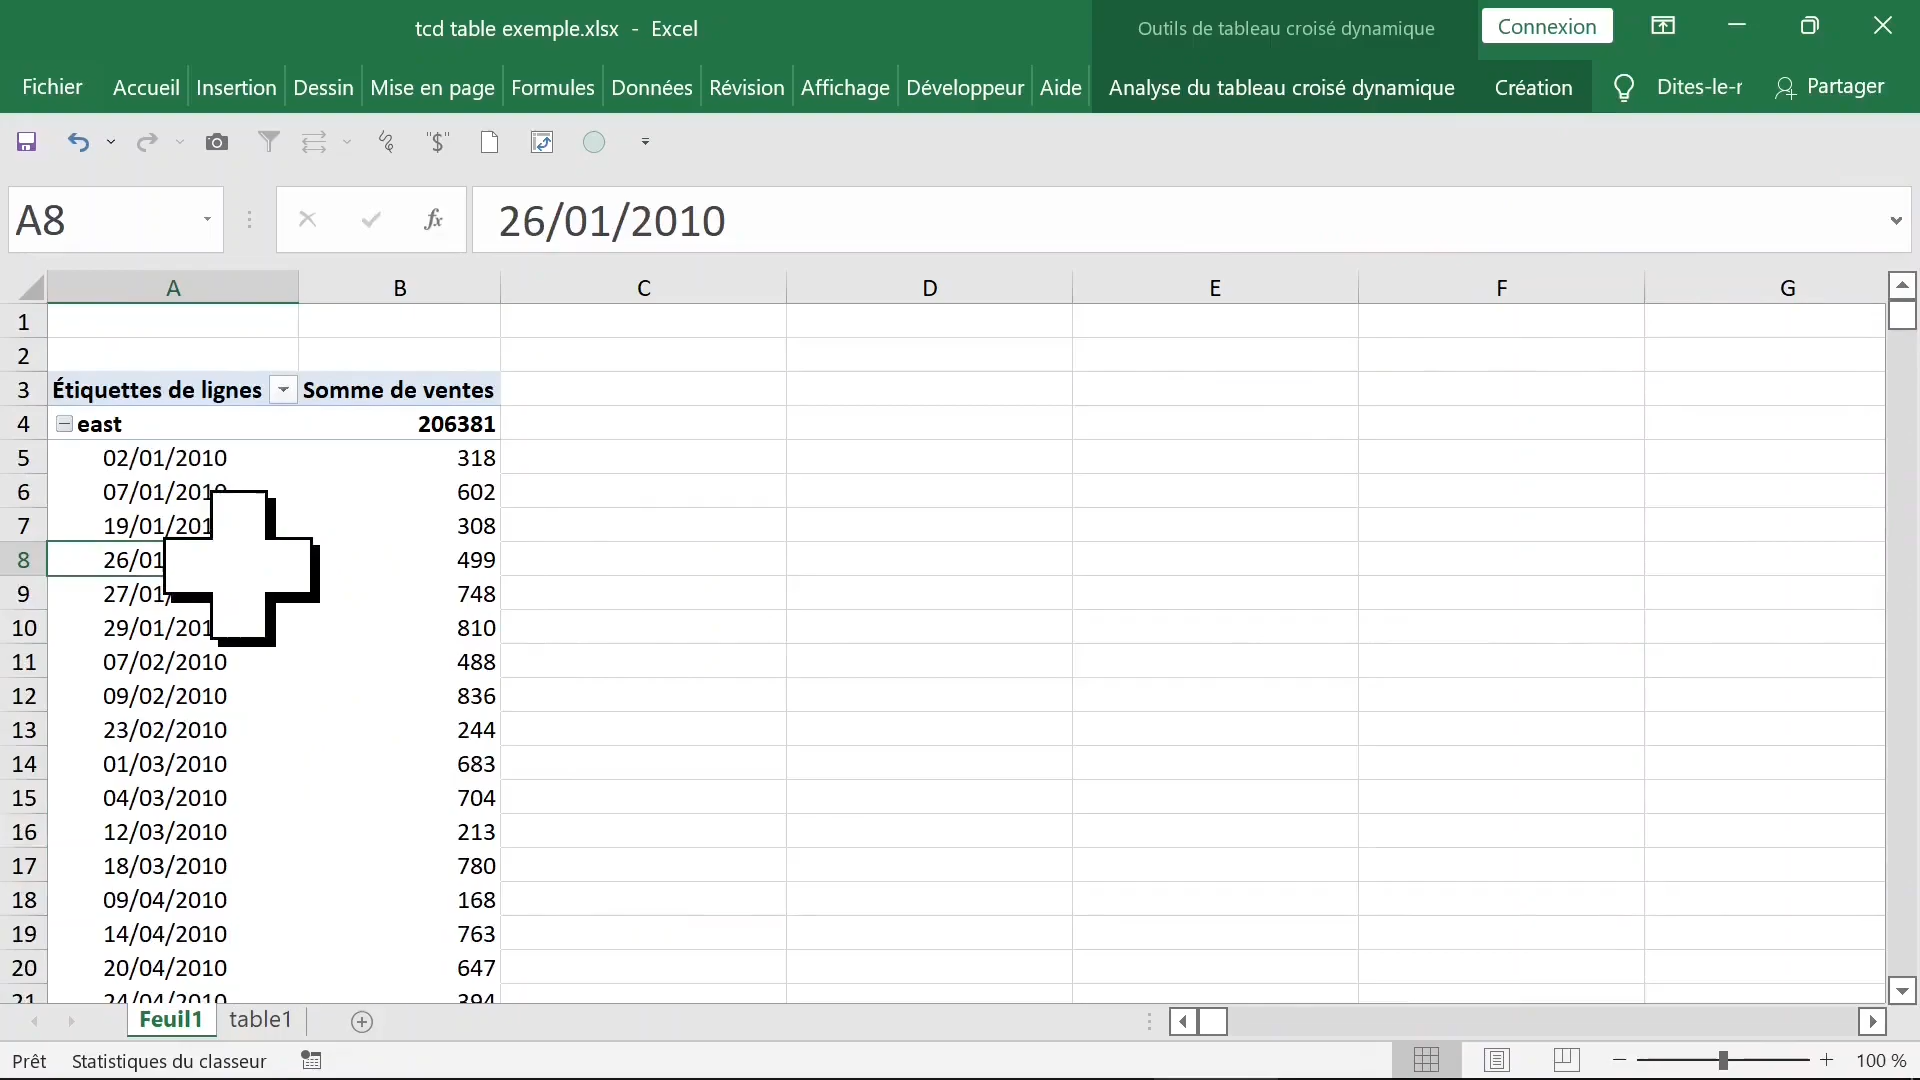 tcd table exemple.xlsx - Excel
Outils de tableau croisé dynamique
Connexion
Fichier Accueil Insertion Dessin Mise en page Formules Données Révision Affichage Développeur Aide Analyse du tableau croisé dynamique Création Dites-le-r Partager
"$"
A8 fx 26/01/2010
A B C D E F G
1
2
3 Étiquettes de lignes Somme de ventes
4 east 206381
5 02/01/2010 318
6 07/01/2010 602
7 19/01/201 308
8 26/01 499
9 27/01/ 748
10 29/01/201 810
11 07/02/2010 488
12 09/02/2010 836
13 23/02/2010 244
14 01/03/2010 683
15 04/03/2010 704
16 12/03/2010 213
17 18/03/2010 780
18 09/04/2010 168
19 14/04/2010 763
20 20/04/2010 647
21 24/04/2010 394
Feuil1 table1
Prêt Statistiques du classeur 100 %